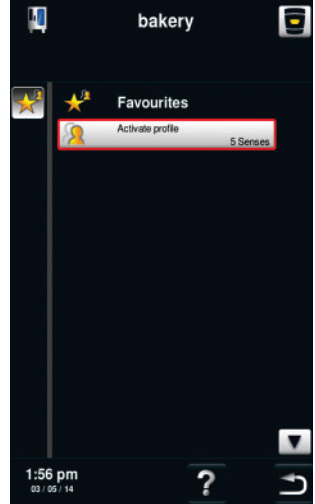 bakery
Favourites
Activate profile
5 Senses
1:56 pm
03 / 05 / 14
?